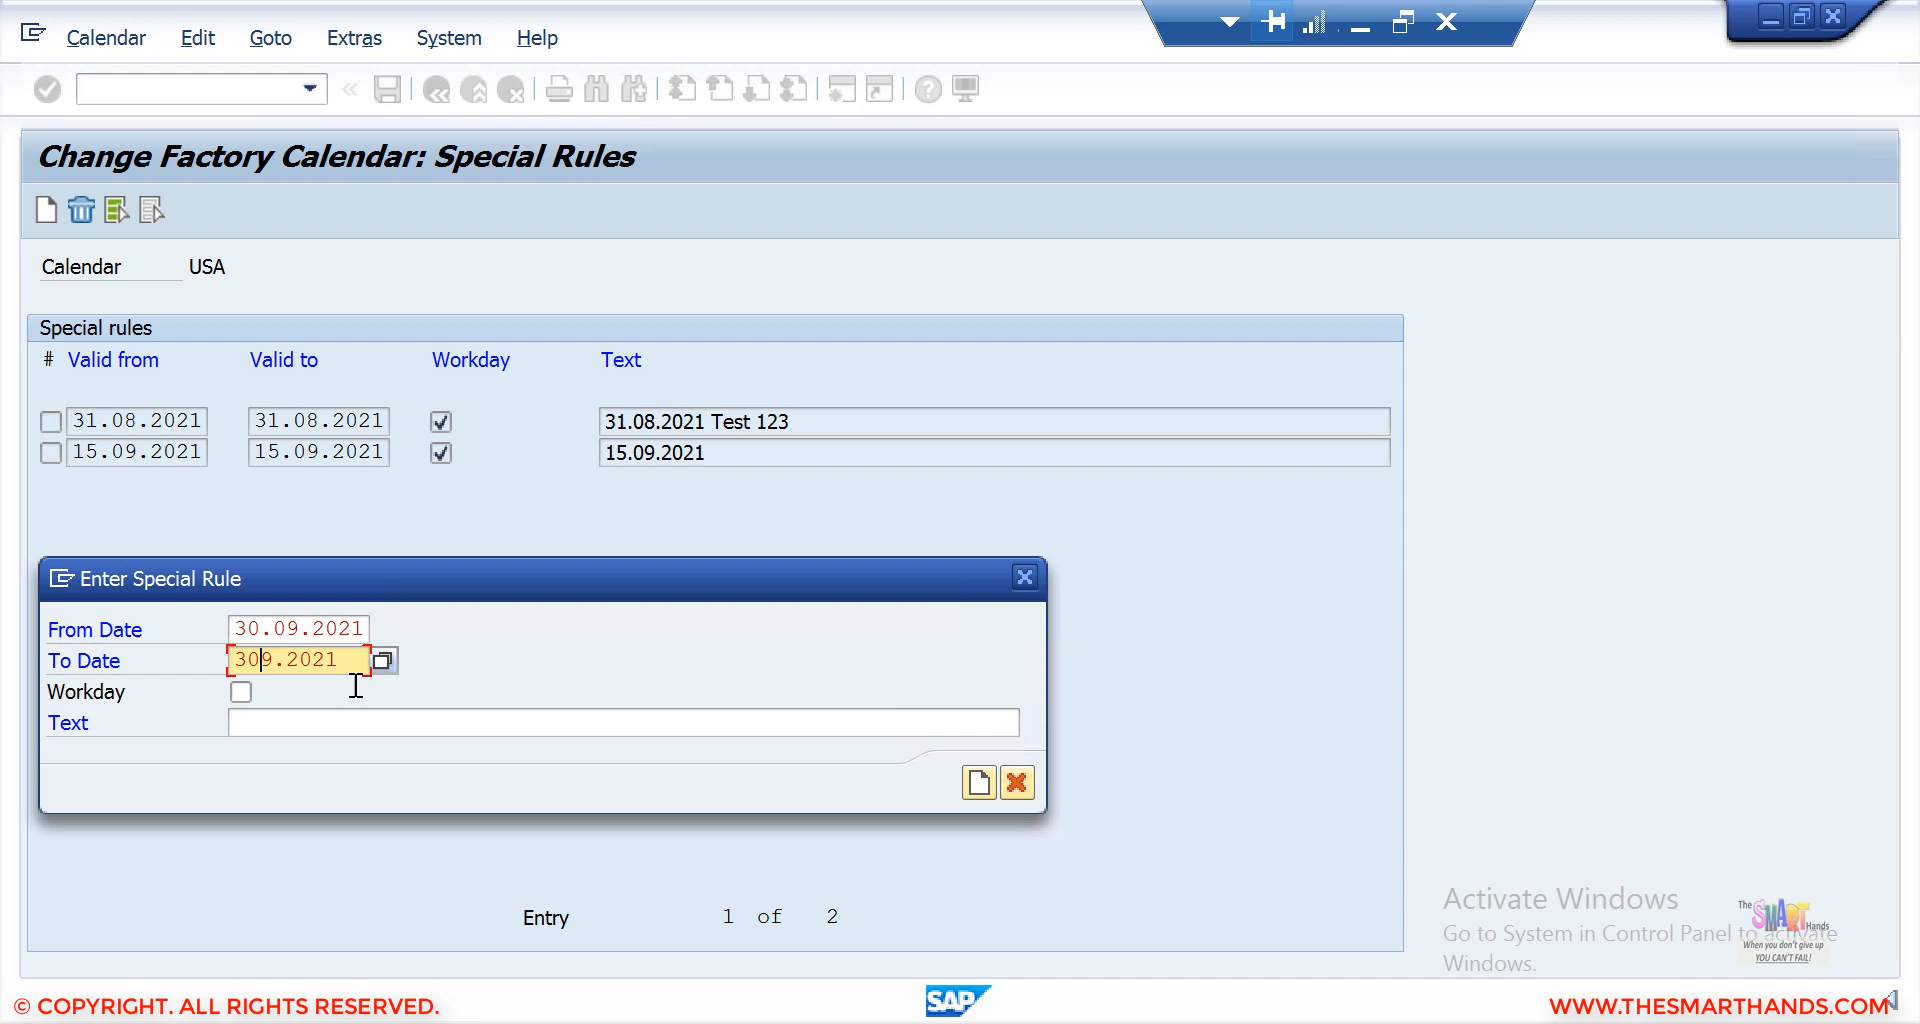 Calendar Edit Goto Extras System Help
Change Factory Calendar: Special Rules
Calendar USA
Special rules
# Valid from Valid to Workday Text
31.08.2021 31.08.2021 31.08.2021 Test 123
15.09.2021 15.09.2021 15.09.2021
Enter Special Rule
From Date 30.09.2021
To Date 309.2021
Workday
Text
Entry 1 of 2
Activate Windows
Go to System in Control Panel to activate
Windows.
The SMART Hands
When you don't give up
YOU CAN'T FAIL!
© COPYRIGHT. ALL RIGHTS RESERVED.
SAP
WWW.THESMARTHANDS.COM